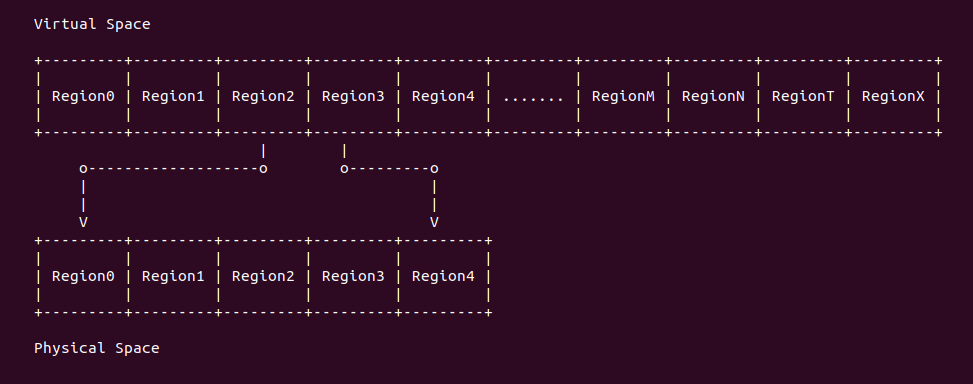 Virtual Space
+---------+---------+---------+---------+---------+---------+---------+---------+---------+---------+
|         |         |         |         |         |         |         |         |         |         |
| Region0 | Region1 | Region2 | Region3 | Region4 | ....... | RegionM | RegionN | RegionT | RegionX |
|         |         |         |         |         |         |         |         |         |         |
+---------+---------+---------+---------+---------+---------+---------+---------+---------+---------+
                         |        |
     o-------------------o        o---------o
     |                                      |
     |                                      |
     V                                      V
+---------+---------+---------+---------+---------+
|         |         |         |         |         |
| Region0 | Region1 | Region2 | Region3 | Region4 |
|         |         |         |         |         |
+---------+---------+---------+---------+---------+
Physical Space